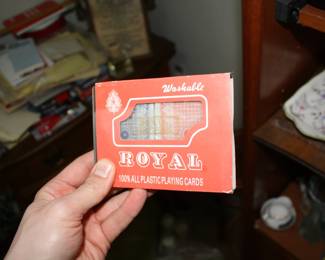 Washable
ROYAL
100% ALL PLASTIC PLAYING CARDS